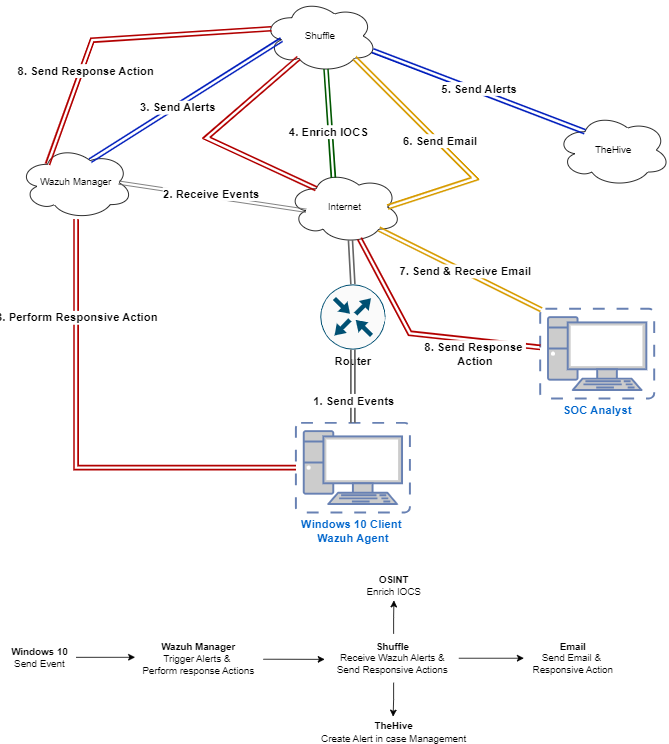 Shuffle
8. Send Response Action
5. Send Alerts
3. Send Alerts
4. Enrich IOCS
6. Send Email
TheHive
Wazuh Manager
2. Receive Events
Internet
7. Send & Receive Email
. Perform Responsive Action
8. Send Response
Action
Router
1. Send Events
SOC Analyst
Windows 10 Client
Wazuh Agent
OSINT
Enrich IOCS
Windows 10
Send Event
Wazuh Manager
Trigger Alerts &
Perform response Actions
Shuffle
Receive Wazuh Alerts &
Send Responsive Actions
Email
Send Email &
Responsive Action
TheHive
Create Alert in case Management